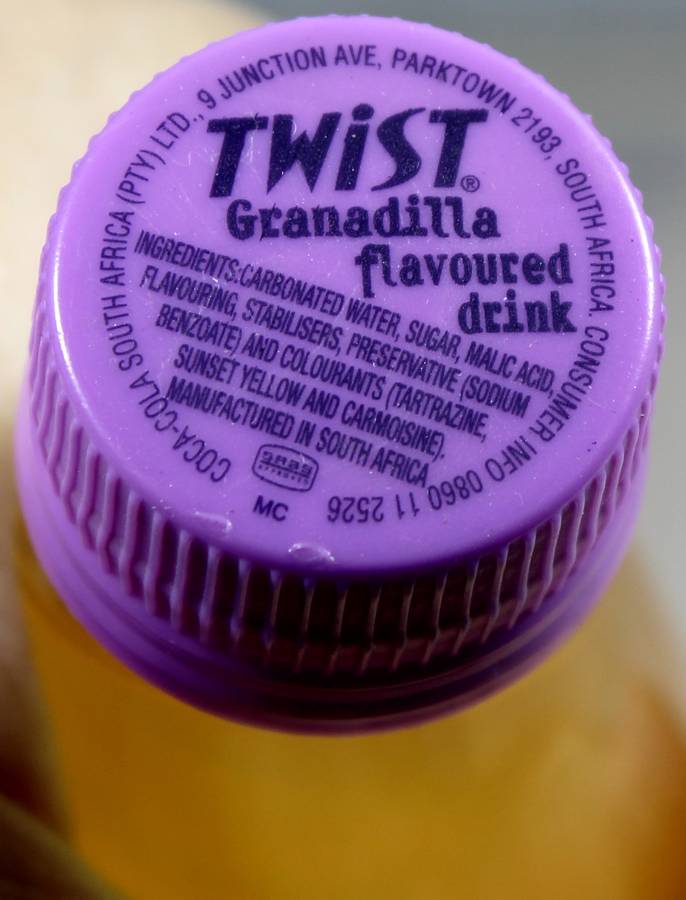 COCA-COLA SOUTH AFRICA (PTY) LTD., 9 JUNCTION AVE, PARKTOWN 2193, SOUTH AFRICA. CONSUMER INFO 0860 11 2526
TWiST®
Granadilla
flavoured
drink
INGREDIENTS:CARBONATED WATER, SUGAR, MALIC ACID,
FLAVOURING, STABILISERS, PRESERVATIVE (SODIUM
BENZOATE) AND COLOURANTS (TARTRAZINE,
SUNSET YELLOW AND CARMOISINE).
MANUFACTURED IN SOUTH AFRICA
MC